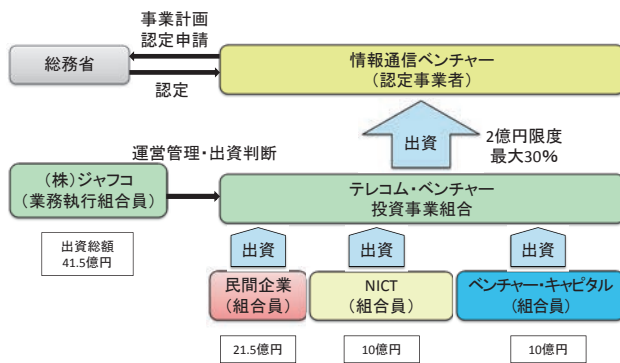 事業計画
認定申請
総務省
情報通信ベンチャー
（認定事業者）
認定
出資
2億円限度
最大30%
運営管理・出資判断
（株）ジャフコ
（業務執行組合員）
テレコム・ベンチャー
投資事業組合
出資総額
41.5億円
出資
出資
出資
民間企業
（組合員）
NICT
（組合員）
ベンチャー・キャピタル
（組合員）
21.5億円
10億円
10億円